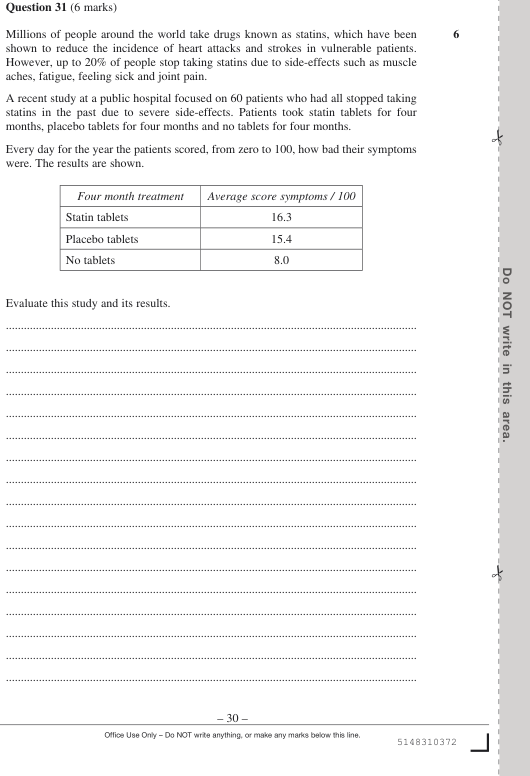 Question 31 (6 marks)
Millions of people around the world take drugs known as statins, which have been 6
shown to reduce the incidence of heart attacks and strokes in vulnerable patients.
However, up to 20% of people stop taking statins due to side-effects such as muscle
aches, fatigue, feeling sick and joint pain.
A recent study at a public hospital focused on 60 patients who had all stopped taking
statins in the past due to severe side-effects. Patients took statin tablets for four
months, placebo tablets for four months and no tablets for four months.
Every day for the year the patients scored, from zero to 100, how bad their symptoms
were. The results are shown.
Four month treatment Average score symptoms / 100
Statin tablets 16.3
Placebo tablets 15.4
No tablets 8.0
Evaluate this study and its results.
Do NOT write in this area.
– 30 –
Office Use Only – Do NOT write anything, or make any marks below this line.
5148310372